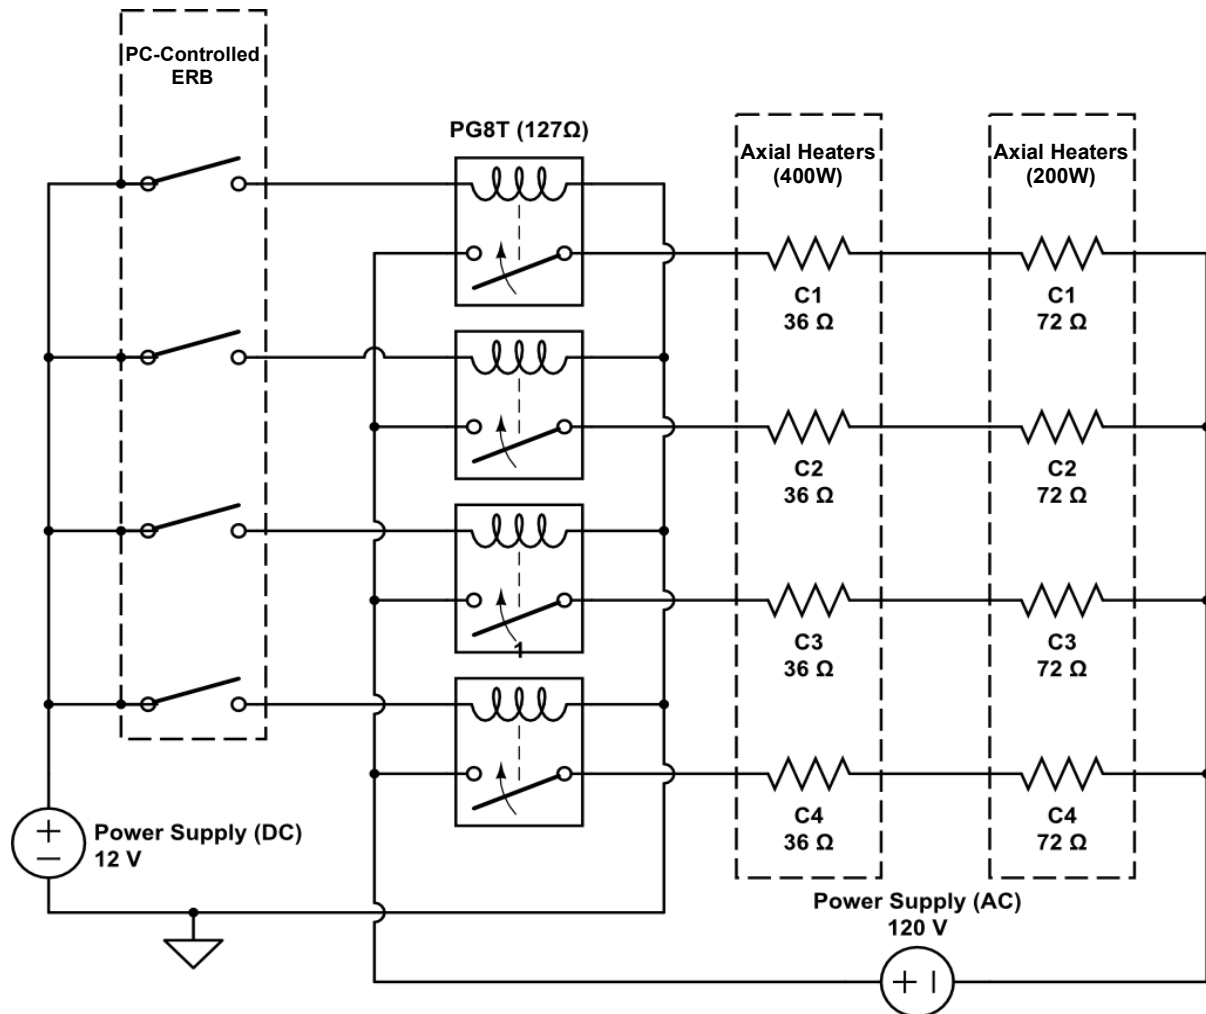 PC-Controlled
ERB
PG8T (127Ω)
Axial Heaters
(400W)
Axial Heaters
(200W)
C1
36 Ω
C1
72 Ω
C2
36 Ω
C2
72 Ω
C3
36 Ω
C3
72 Ω
1
C4
36 Ω
C4
72 Ω
Power Supply (DC)
12 V
Power Supply (AC)
120 V